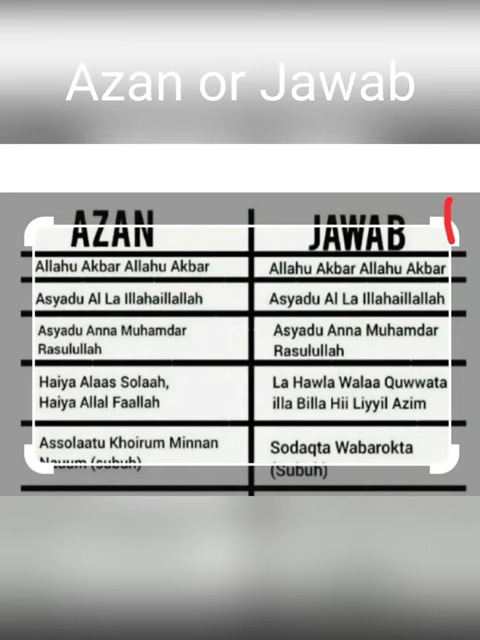 Azan or Jawab
AZAN JAWAB
Allahu Akbar Allahu Akbar Allahu Akbar Allahu Akbar
Asyadu Al La Illahaillallah Asyadu Al La Illahaillallah
Asyadu Anna Muhamdar
Rasulullah
Asyadu Anna Muhamdar
Rasulullah
Haiya Alaas Solaah,
Haiya Allal Faallah
La Hawla Walaa Quwwata
illa Billa Hii Liyyil Azim
Assolaatu Khoirum Minnan
Nauum (subuh)
Sodaqta Wabarokta
(Subuh)